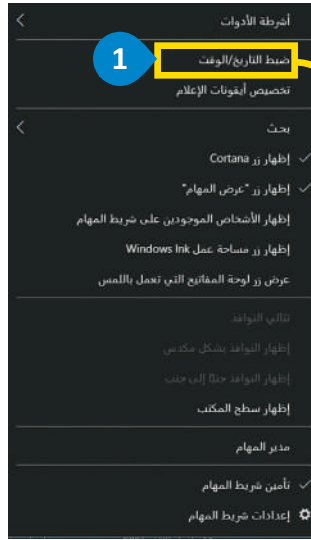 أشرطة الأدوات
1
ضبط التاريخ/الوقت
تخصيص أيقونات الإعلام
بحث
إظهار زر Cortana
إظهار زر "عرض المهام"
إظهار الأشخاص الموجودين على شريط المهام
إظهار زر مساحة عمل Windows Ink
عرض زر لوحة المفاتيح التي تعمل باللمس
تتالي النوافذ
إظهار النوافذ بشكل مكدس
إظهار النوافذ جنبًا إلى جنب
إظهار سطح المكتب
مدير المهام
تأمين شريط المهام
إعدادات شريط المهام